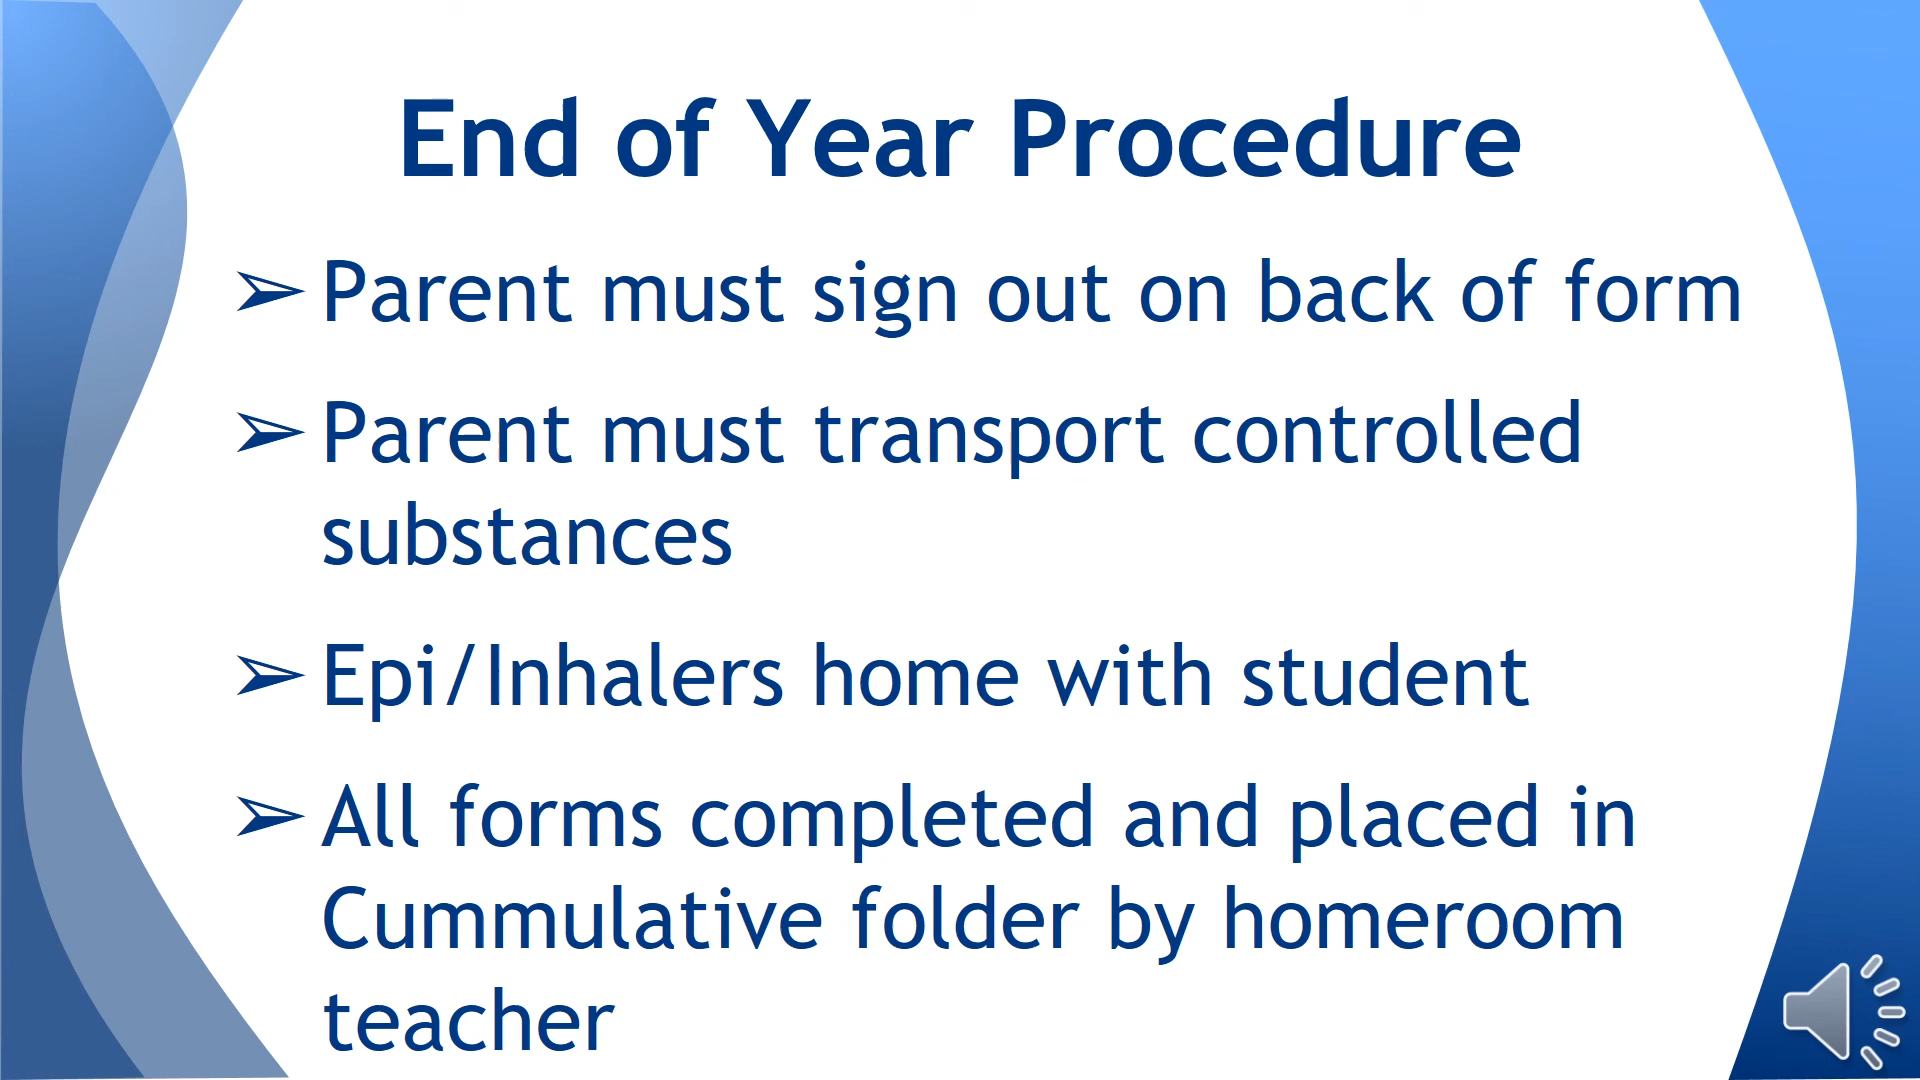 End of Year Procedure
➢ Parent must sign out on back of form
➢ Parent must transport controlled
substances
➢ Epi/Inhalers home with student
➢ All forms completed and placed in
Cummulative folder by homeroom
teacher